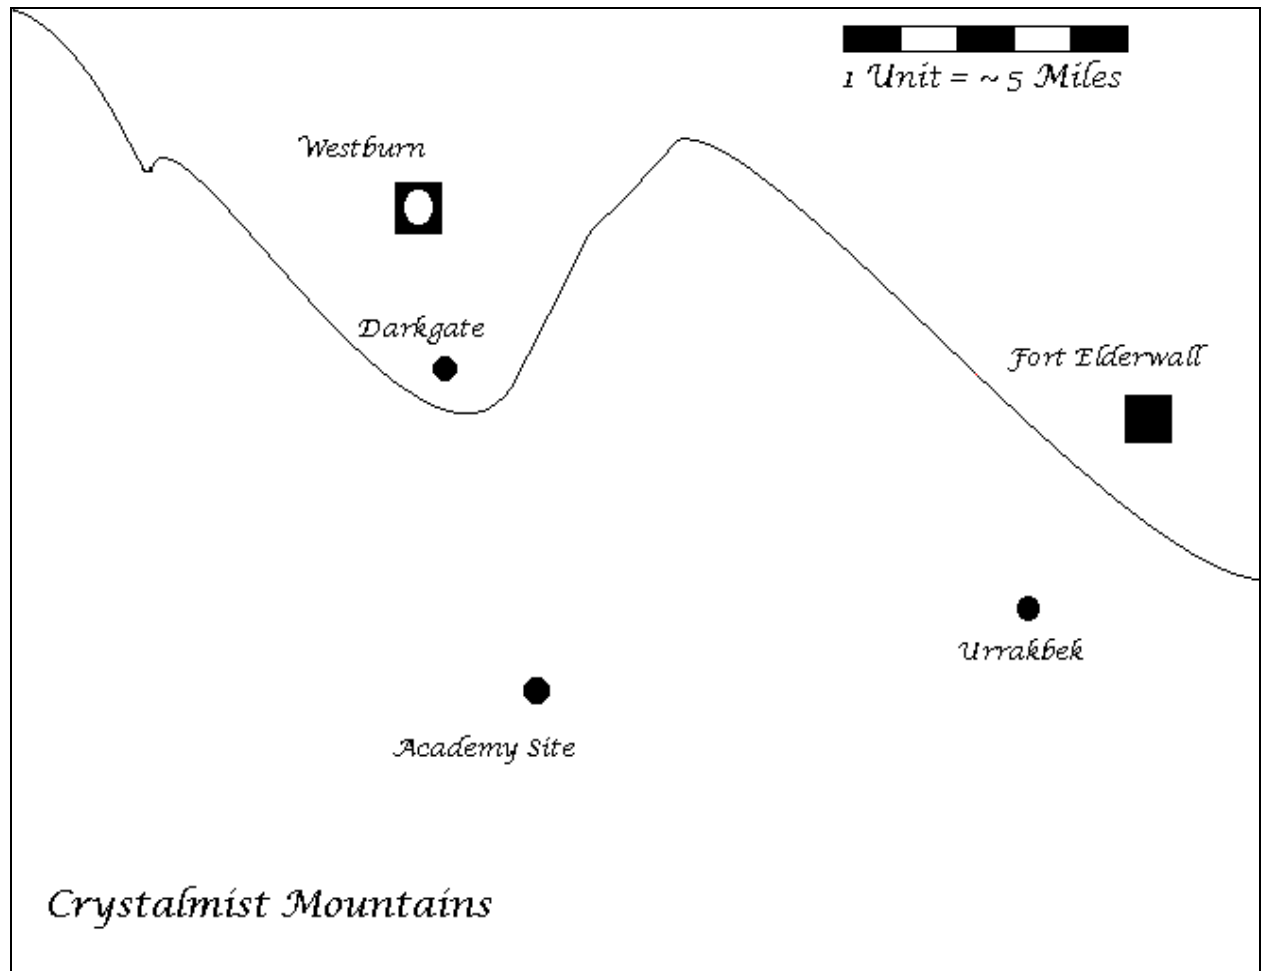 1 Unit = ~ 5 Miles
Westburn
Darkgate
Fort Elderwall
Urrakbek
Academy Site
Crystalmist Mountains